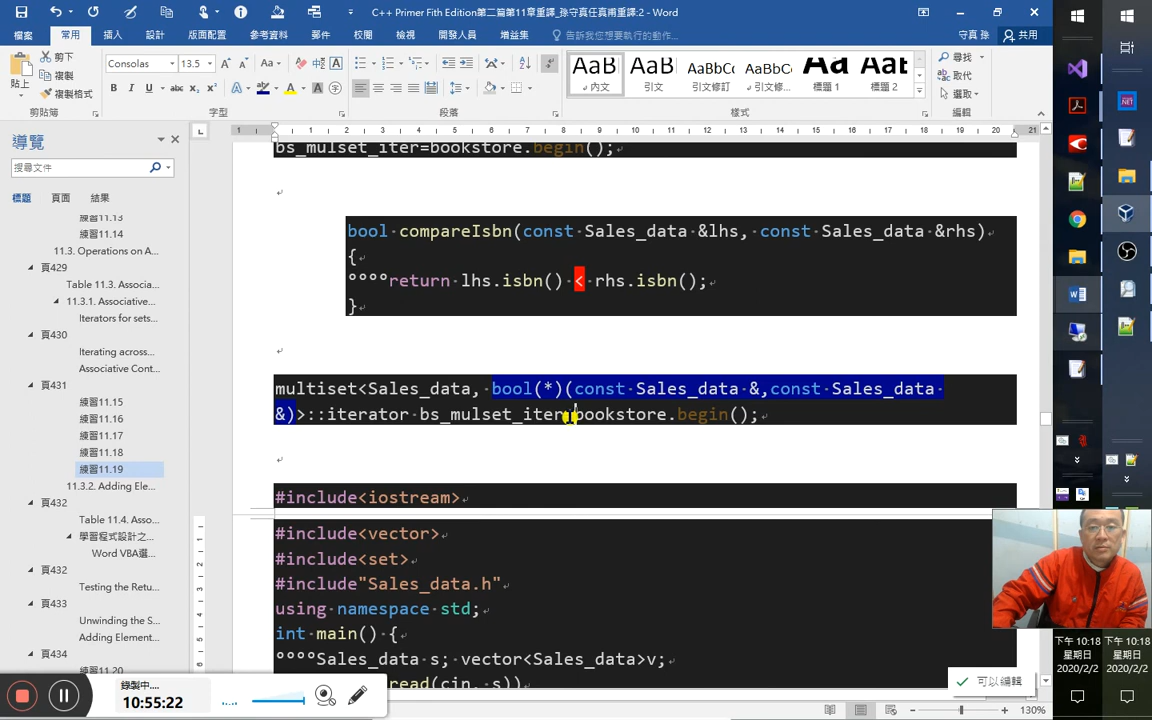 C++ Primer Fith Edition第二篇第11章重譯_孫守真任真甫重譯:2 - Word
檔案 常用 插入 設計 版面配置 參考資料 郵件 校閱 檢視 開發人員 增益集 告訴我您想要執行的動作... 守真 孫 共用
貼上 剪下 複製 複製格式
Consolas 13.5
AaB AaB AaBbCc AaBbC AaB AaBb
內文 引文 引文修訂 引文修... 標題 1 標題 2
尋找 取代 選取
剪貼簿 字型 段落 樣式 編輯
導覽
搜尋文件
標題 頁面 結果
練習11.13
練習11.14
11.3. Operations on A...
頁429
Table 11.3. Associa...
11.3.1. Associative...
Iterators for sets...
頁430
Iterating across...
Associative Cont...
頁431
練習11.15
練習11.16
練習11.17
練習11.18
練習11.19
11.3.2. Adding Ele...
頁432
Table 11.4. Asso...
學習程式設計之...
Word VBA選...
頁432
Testing the Retu...
頁433
Unwinding the S...
Adding Element...
頁434
練習11.20
bs_mulset_iter=bookstore.begin();
bool compareIsbn(const Sales_data &lhs, const Sales_data &rhs)
{
return lhs.isbn() < rhs.isbn();
}
multiset<Sales_data, bool(*)(const Sales_data &,const Sales_data
&)>::iterator bs_mulset_iter bookstore.begin();
#include<iostream>
#include<vector>
#include<set>
#include"Sales_data.h"
using namespace std;
int main() {
Sales_data s; vector<Sales_data>v;
read(cin, s))
可以編輯
錄製中....
10:55:22
130%
下午 10:18
星期日
2020/2/2
下午 10:18
星期日
2020/2/2